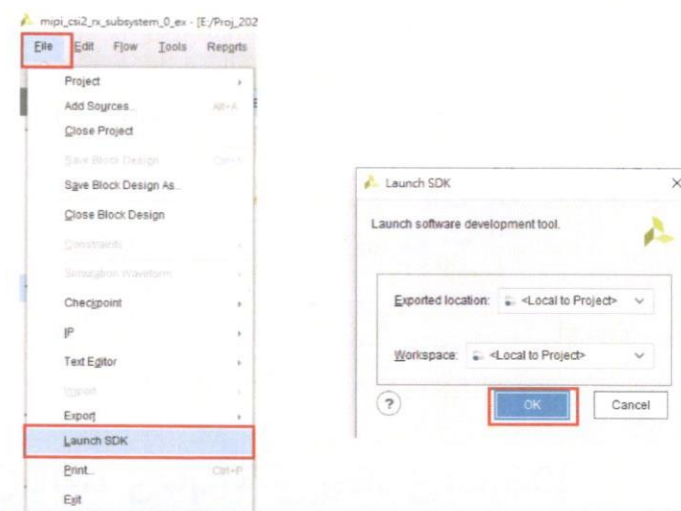 mipi_csi2_rx_subsystem_0_ex - [E:/Proj_202
File Edit Flow Tools Reports
Project
Add Sources... Alt+A
Close Project
Save Block Design Ctrl+S
Save Block Design As...
Close Block Design
Constraints
Simulation Waveform
Checkpoint
IP
Text Editor
Import
Export
Launch SDK
Print... Ctrl+P
Exit
Launch SDK
Launch software development tool.
Exported location: <Local to Project>
Workspace: <Local to Project>
? OK Cancel